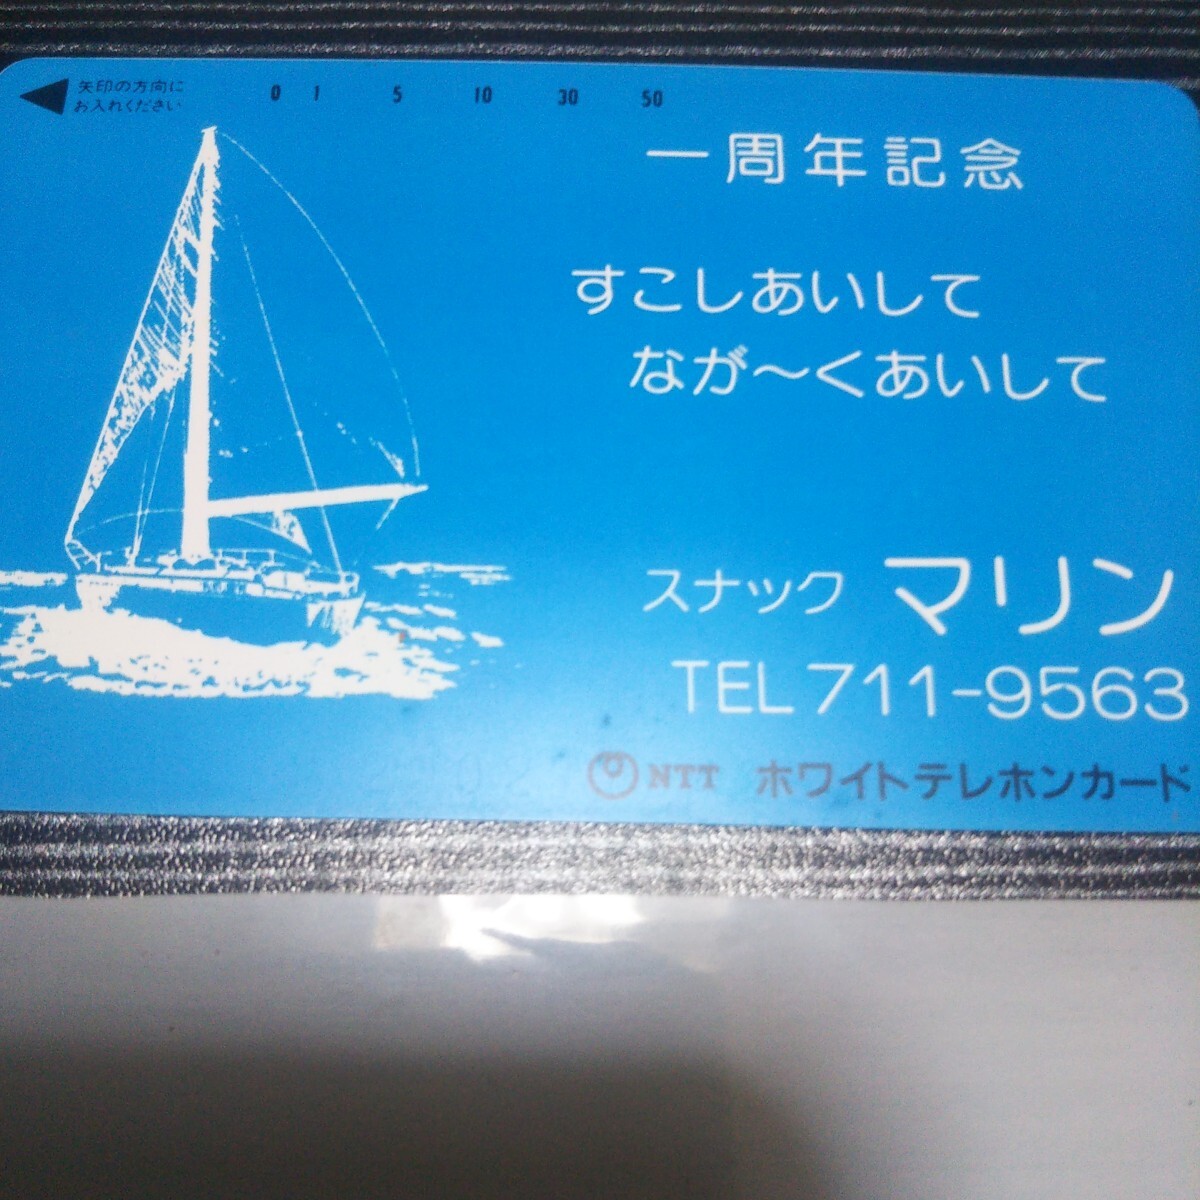 矢印の方向に
お入れください
0 1 5 10 30 50
一周年記念
すこしあいして
なが〜くあいして
スナック マリン
TEL 711-9563
NTT ホワイトテレホンカード